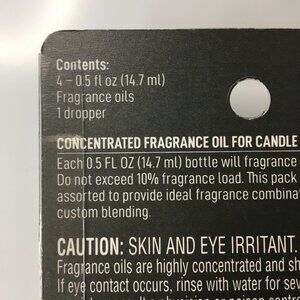 Contents:
4 – 0.5 fl oz (14.7 ml)
Fragrance oils
1 dropper
CONCENTRATED FRAGRANCE OIL FOR CANDLE
Each 0.5 FL OZ (14.7 ml) bottle will fragrance
Do not exceed 10% fragrance load. This pack
assorted to provide ideal fragrance combina
custom blending.
CAUTION: SKIN AND EYE IRRITANT.
Fragrance oils are highly concentrated and sh
If eye contact occurs, rinse with water for sev